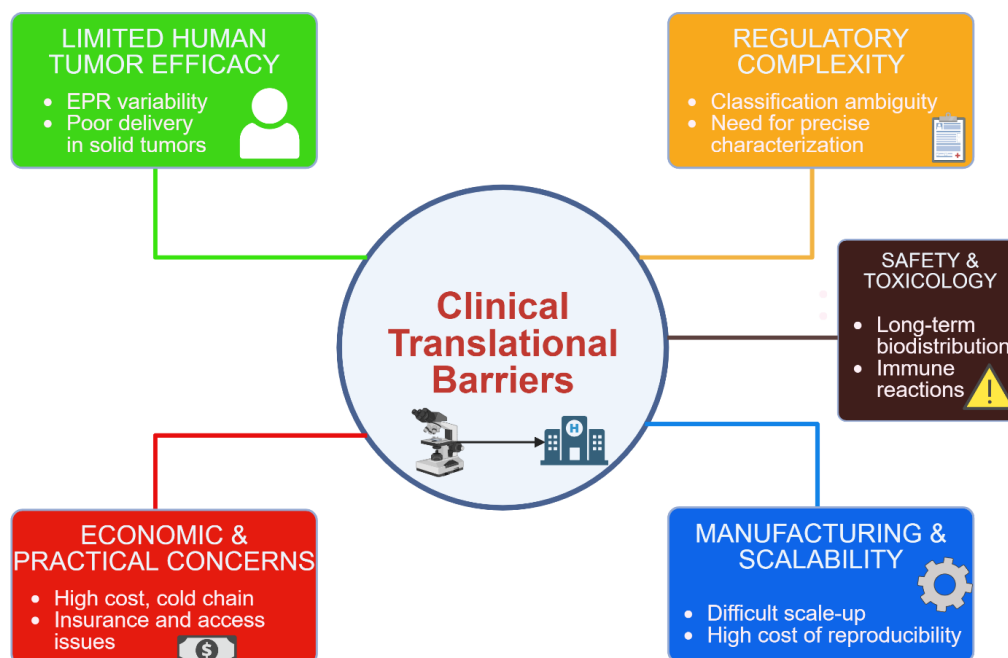 LIMITED HUMAN
TUMOR EFFICACY
• EPR variability
• Poor delivery
in solid tumors
REGULATORY
COMPLEXITY
• Classification ambiguity
• Need for precise
characterization
Clinical
Translational
Barriers
H
SAFETY &
TOXICOLOGY
• Long-term
biodistribution
• Immune
reactions
ECONOMIC &
PRACTICAL CONCERNS
• High cost, cold chain
• Insurance and access
issues
$
MANUFACTURING &
SCALABILITY
• Difficult scale-up
• High cost of reproducibility